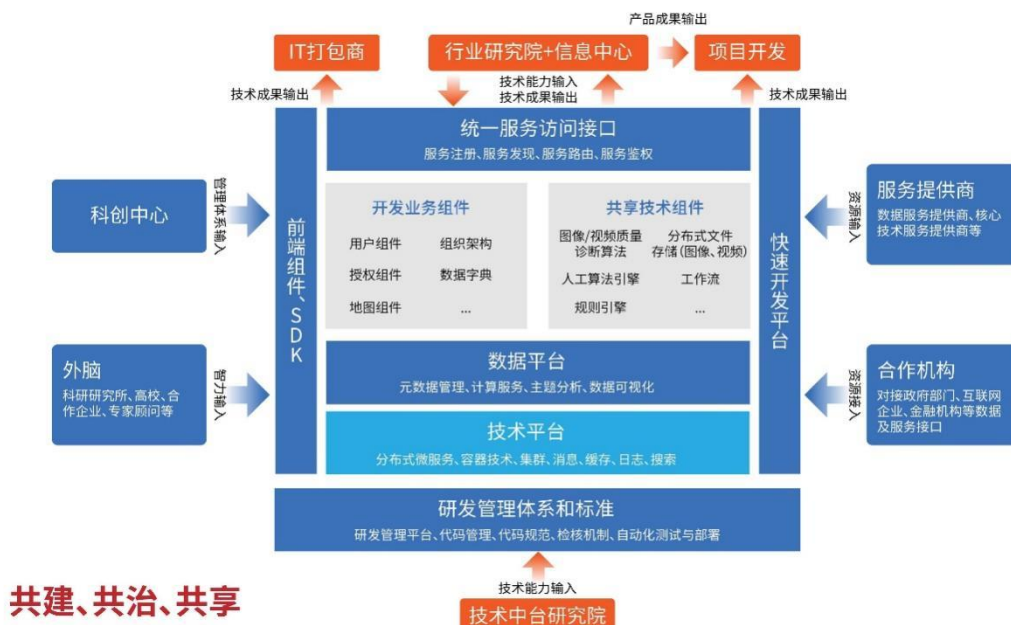 产品成果输出
IT打包商
行业研究院+信息中心
项目开发
技术成果输出
技术能力输入
技术成果输出
技术成果输出
统一服务访问接口
服务注册、服务发现、服务路由、服务鉴权
科创中心
管理体系输入
前端组件、SDK
开发业务组件
用户组件
组织架构
授权组件
数据字典
地图组件
...
共享技术组件
图像/视频质量
诊断算法
分布式文件
存储(图像、视频)
人工算法引擎
工作流
规则引擎
...
快速开发平台
资源输入
服务提供商
数据服务提供商、核心
技术服务提供商等
外脑
科研研究所、高校、合
作企业、专家顾问等
智力输入
数据平台
元数据管理、计算服务、主题分析、数据可视化
技术平台
分布式微服务、容器技术、集群、消息、缓存、日志、搜索
资源接入
合作机构
对接政府部门、互联网
企业、金融机构等数据
及服务接口
研发管理体系和标准
研发管理平台、代码管理、代码规范、检核机制、自动化测试与部署
技术能力输入
技术中台研究院
共建、共治、共享